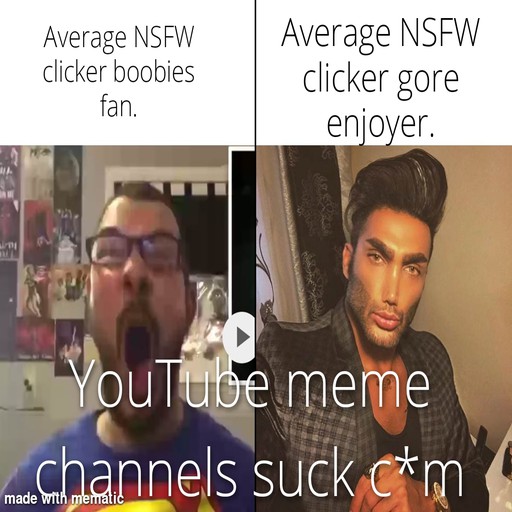 Average NSFW
clicker boobies
fan.
Average NSFW
clicker gore
enjoyer.
YouTube meme
channels suck c*m
made with mematic